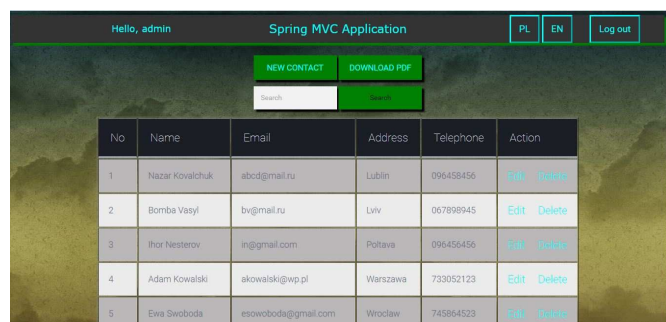 Hello, admin Spring MVC Application PL EN Log out
NEW CONTACT DOWNLOAD PDF
Search Search
No Name Email Address Telephone Action
1 Nazar Kovalchuk abcd@mail.ru Lublin 096458456 Edit Delete
2 Bomba Vasyl bv@mail.ru Lviv 067898945 Edit Delete
3 Ihor Nesterov in@gmail.com Poltava 096456456 Edit Delete
4 Adam Kowalski akowalski@wp.pl Warszawa 733052123 Edit Delete
5 Ewa Swoboda esowoboda@gmail.com Wroclaw 745864523 Edit Delete